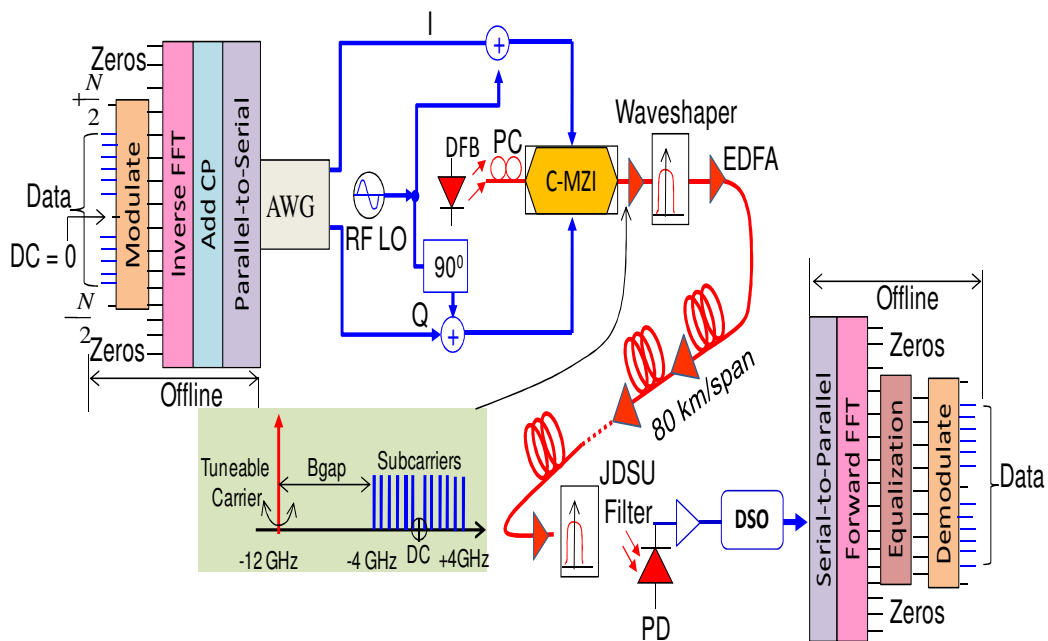 Zeros
+N/2
Data
DC = 0
-N/2
Zeros
Modulate
Inverse FFT
Add CP
Parallel-to-Serial
Offline
AWG
I
Q
RF LO
90⁰
+
+
DFB
PC
C-MZI
Waveshaper
EDFA
80 km/span
Tuneable
Carrier
Bgap
Subcarriers
DC
-12 GHz
-4 GHz
+4GHz
JDSU
Filter
PD
DSO
Offline
Serial-to-Parallel
Forward FFT
Equalization
Demodulate
Zeros
Data
Zeros